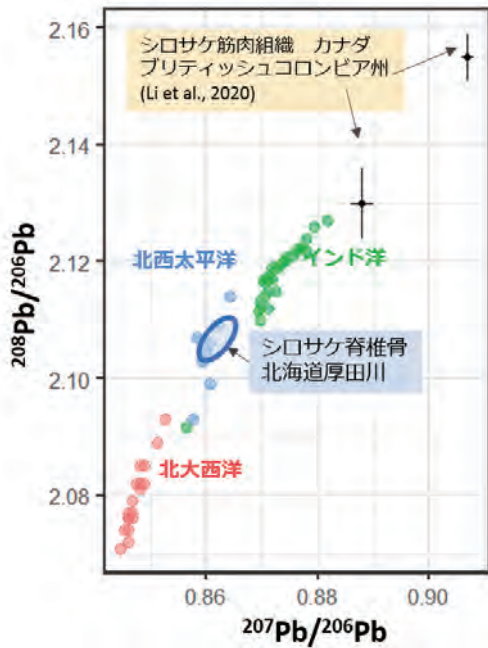 2.16
シロサケ筋肉組織 カナダ
ブリティッシュコロンビア州
(Li et al., 2020)
2.14
208Pb/206Pb
北西太平洋
2.12
インド洋
シロサケ脊椎骨
北海道厚田川
2.10
北大西洋
2.08
0.86
0.88
0.90
207Pb/206Pb